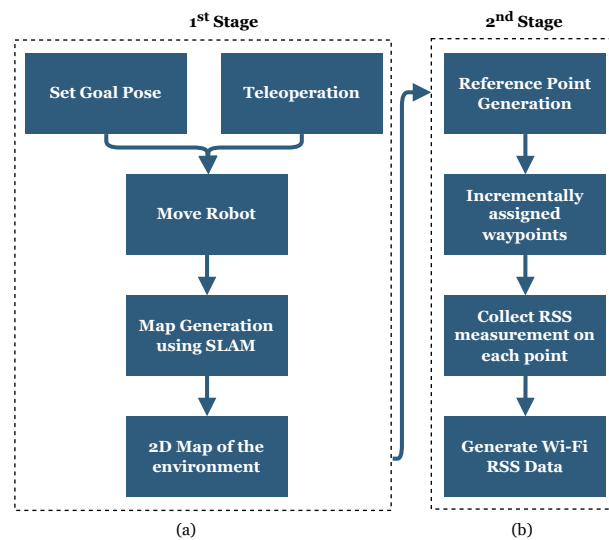 1st Stage
Set Goal Pose
Teleoperation
Move Robot
Map Generation
using SLAM
2D Map of the
environment
(a)
2nd Stage
Reference Point
Generation
Incrementally
assigned
waypoints
Collect RSS
measurement on
each point
Generate Wi-Fi
RSS Data
(b)